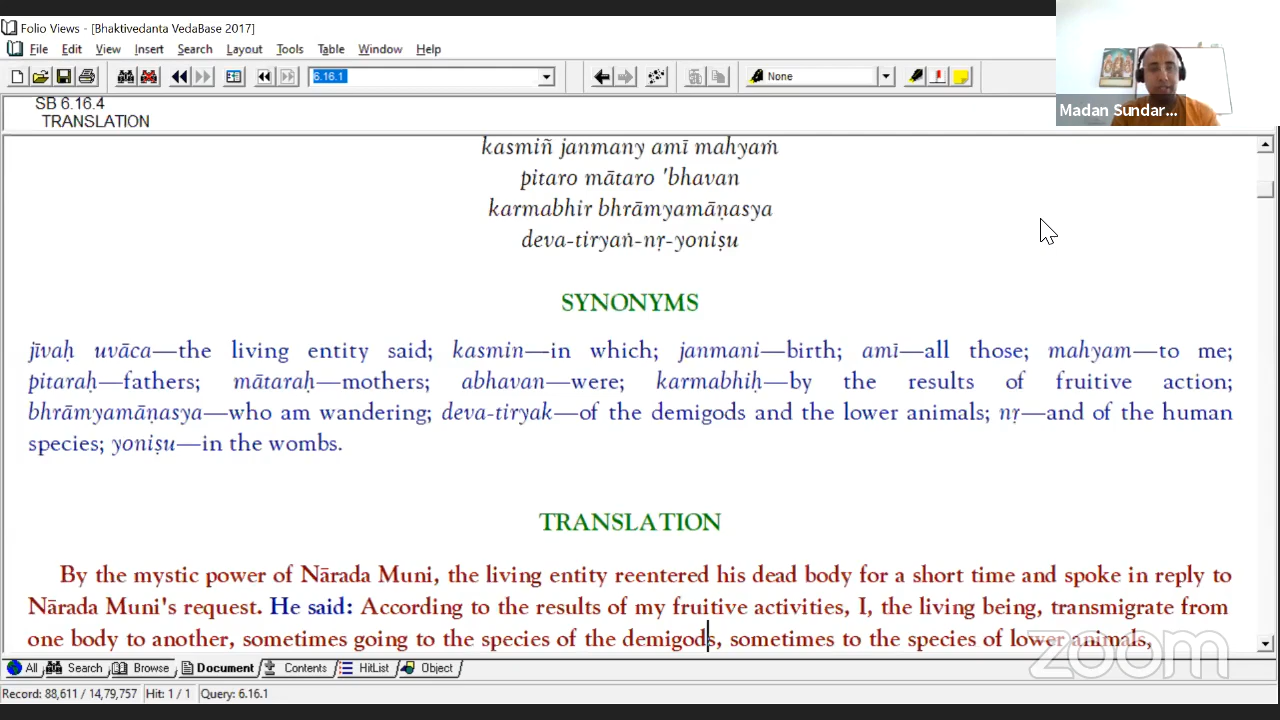 Folio Views - [Bhaktivedanta VedaBase 2017]
File Edit View Insert Search Layout Tools Table Window Help
6.16.1
None
Madan Sundar...
SB 6.16.4
TRANSLATION
kasmiñ janmany amī mahyaṁ
pitaro mātaro 'bhavan
karmabhir bhrāmyamāṇasya
deva-tiryaṅ-nṛ-yoniṣu
SYNONYMS
jīvaḥ uvāca—the living entity said; kasmin—in which; janmani—birth; amī—all those; mahyam—to me;
pitaraḥ—fathers; mātaraḥ—mothers; abhavan—were; karmabhiḥ—by the results of fruitive action;
bhrāmyamāṇasya—who am wandering; deva-tiryak—of the demigods and the lower animals; nṛ—and of the human
species; yoniṣu—in the wombs.
TRANSLATION
By the mystic power of Nārada Muni, the living entity reentered his dead body for a short time and spoke in reply to
Nārada Muni's request. He said: According to the results of my fruitive activities, I, the living being, transmigrate from
one body to another, sometimes going to the species of the demigods, sometimes to the species of lower animals,
zoom
All Search Browse Document Contents HitList Object
Record: 88,611 / 14,79,757 Hit: 1 / 1 Query: 6.16.1